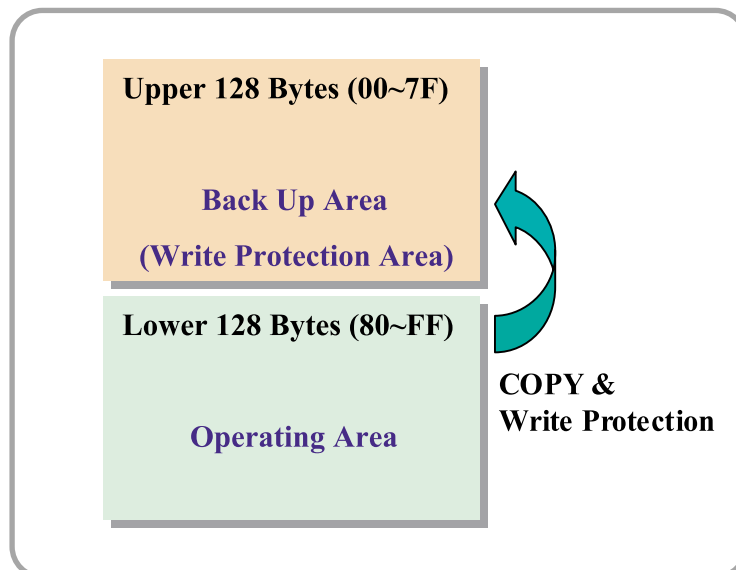 Upper 128 Bytes (00~7F)
Back Up Area
(Write Protection Area)
Lower 128 Bytes (80~FF)
Operating Area
COPY &
Write Protection